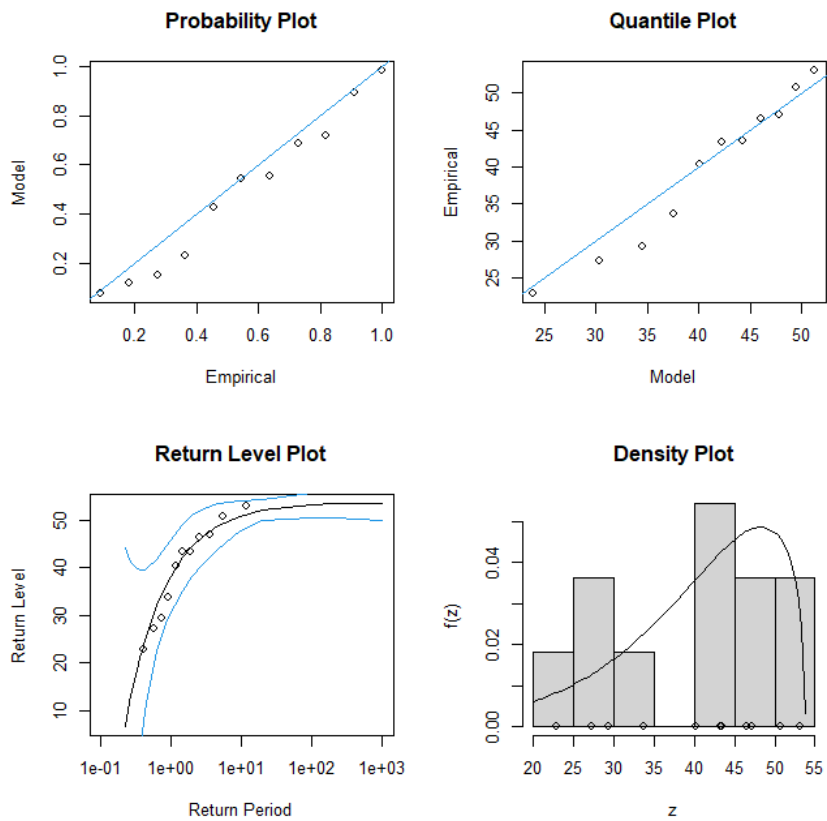 Probability Plot
Model
0.2 0.4 0.6 0.8 1.0
0.2 0.4 0.6 0.8 1.0
Empirical
Quantile Plot
Empirical
25 30 35 40 45 50
25 30 35 40 45 50
Model
Return Level Plot
Return Level
10 20 30 40 50
1e-01 1e+00 1e+01 1e+02 1e+03
Return Period
Density Plot
f(z)
0.00 0.02 0.04
20 25 30 35 40 45 50 55
z